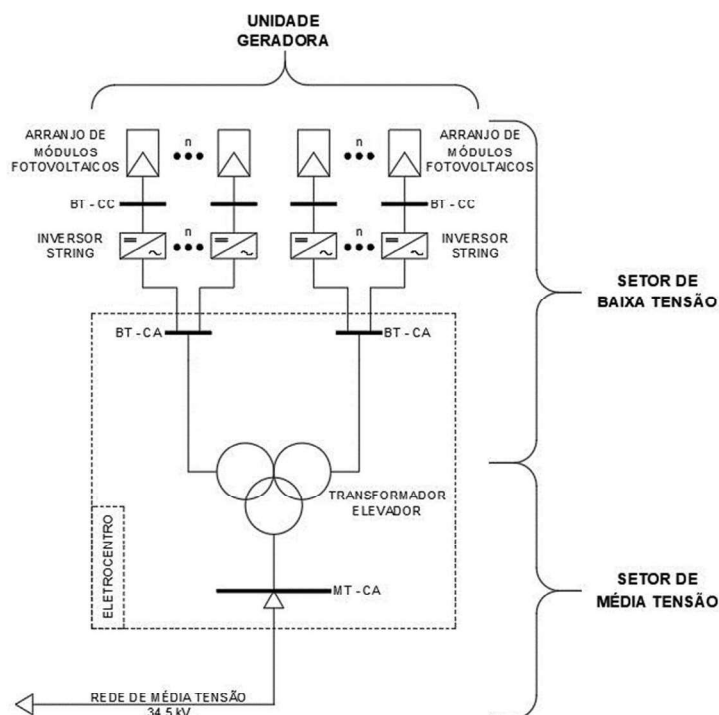 UNIDADE
GERADORA
ARRANJO DE
MÓDULOS
FOTOVOLTAICOS
n
n
ARRANJO DE
MÓDULOS
FOTOVOLTAICOS
BT - CC
BT - CC
INVERSOR
STRING
n
n
INVERSOR
STRING
SETOR DE
BAIXA TENSÃO
BT - CA
BT - CA
TRANSFORMADOR
ELEVADOR
ELETROCENTRO
MT - CA
SETOR DE
MÉDIA TENSÃO
REDE DE MÉDIA TENSÃO
34,5 kV